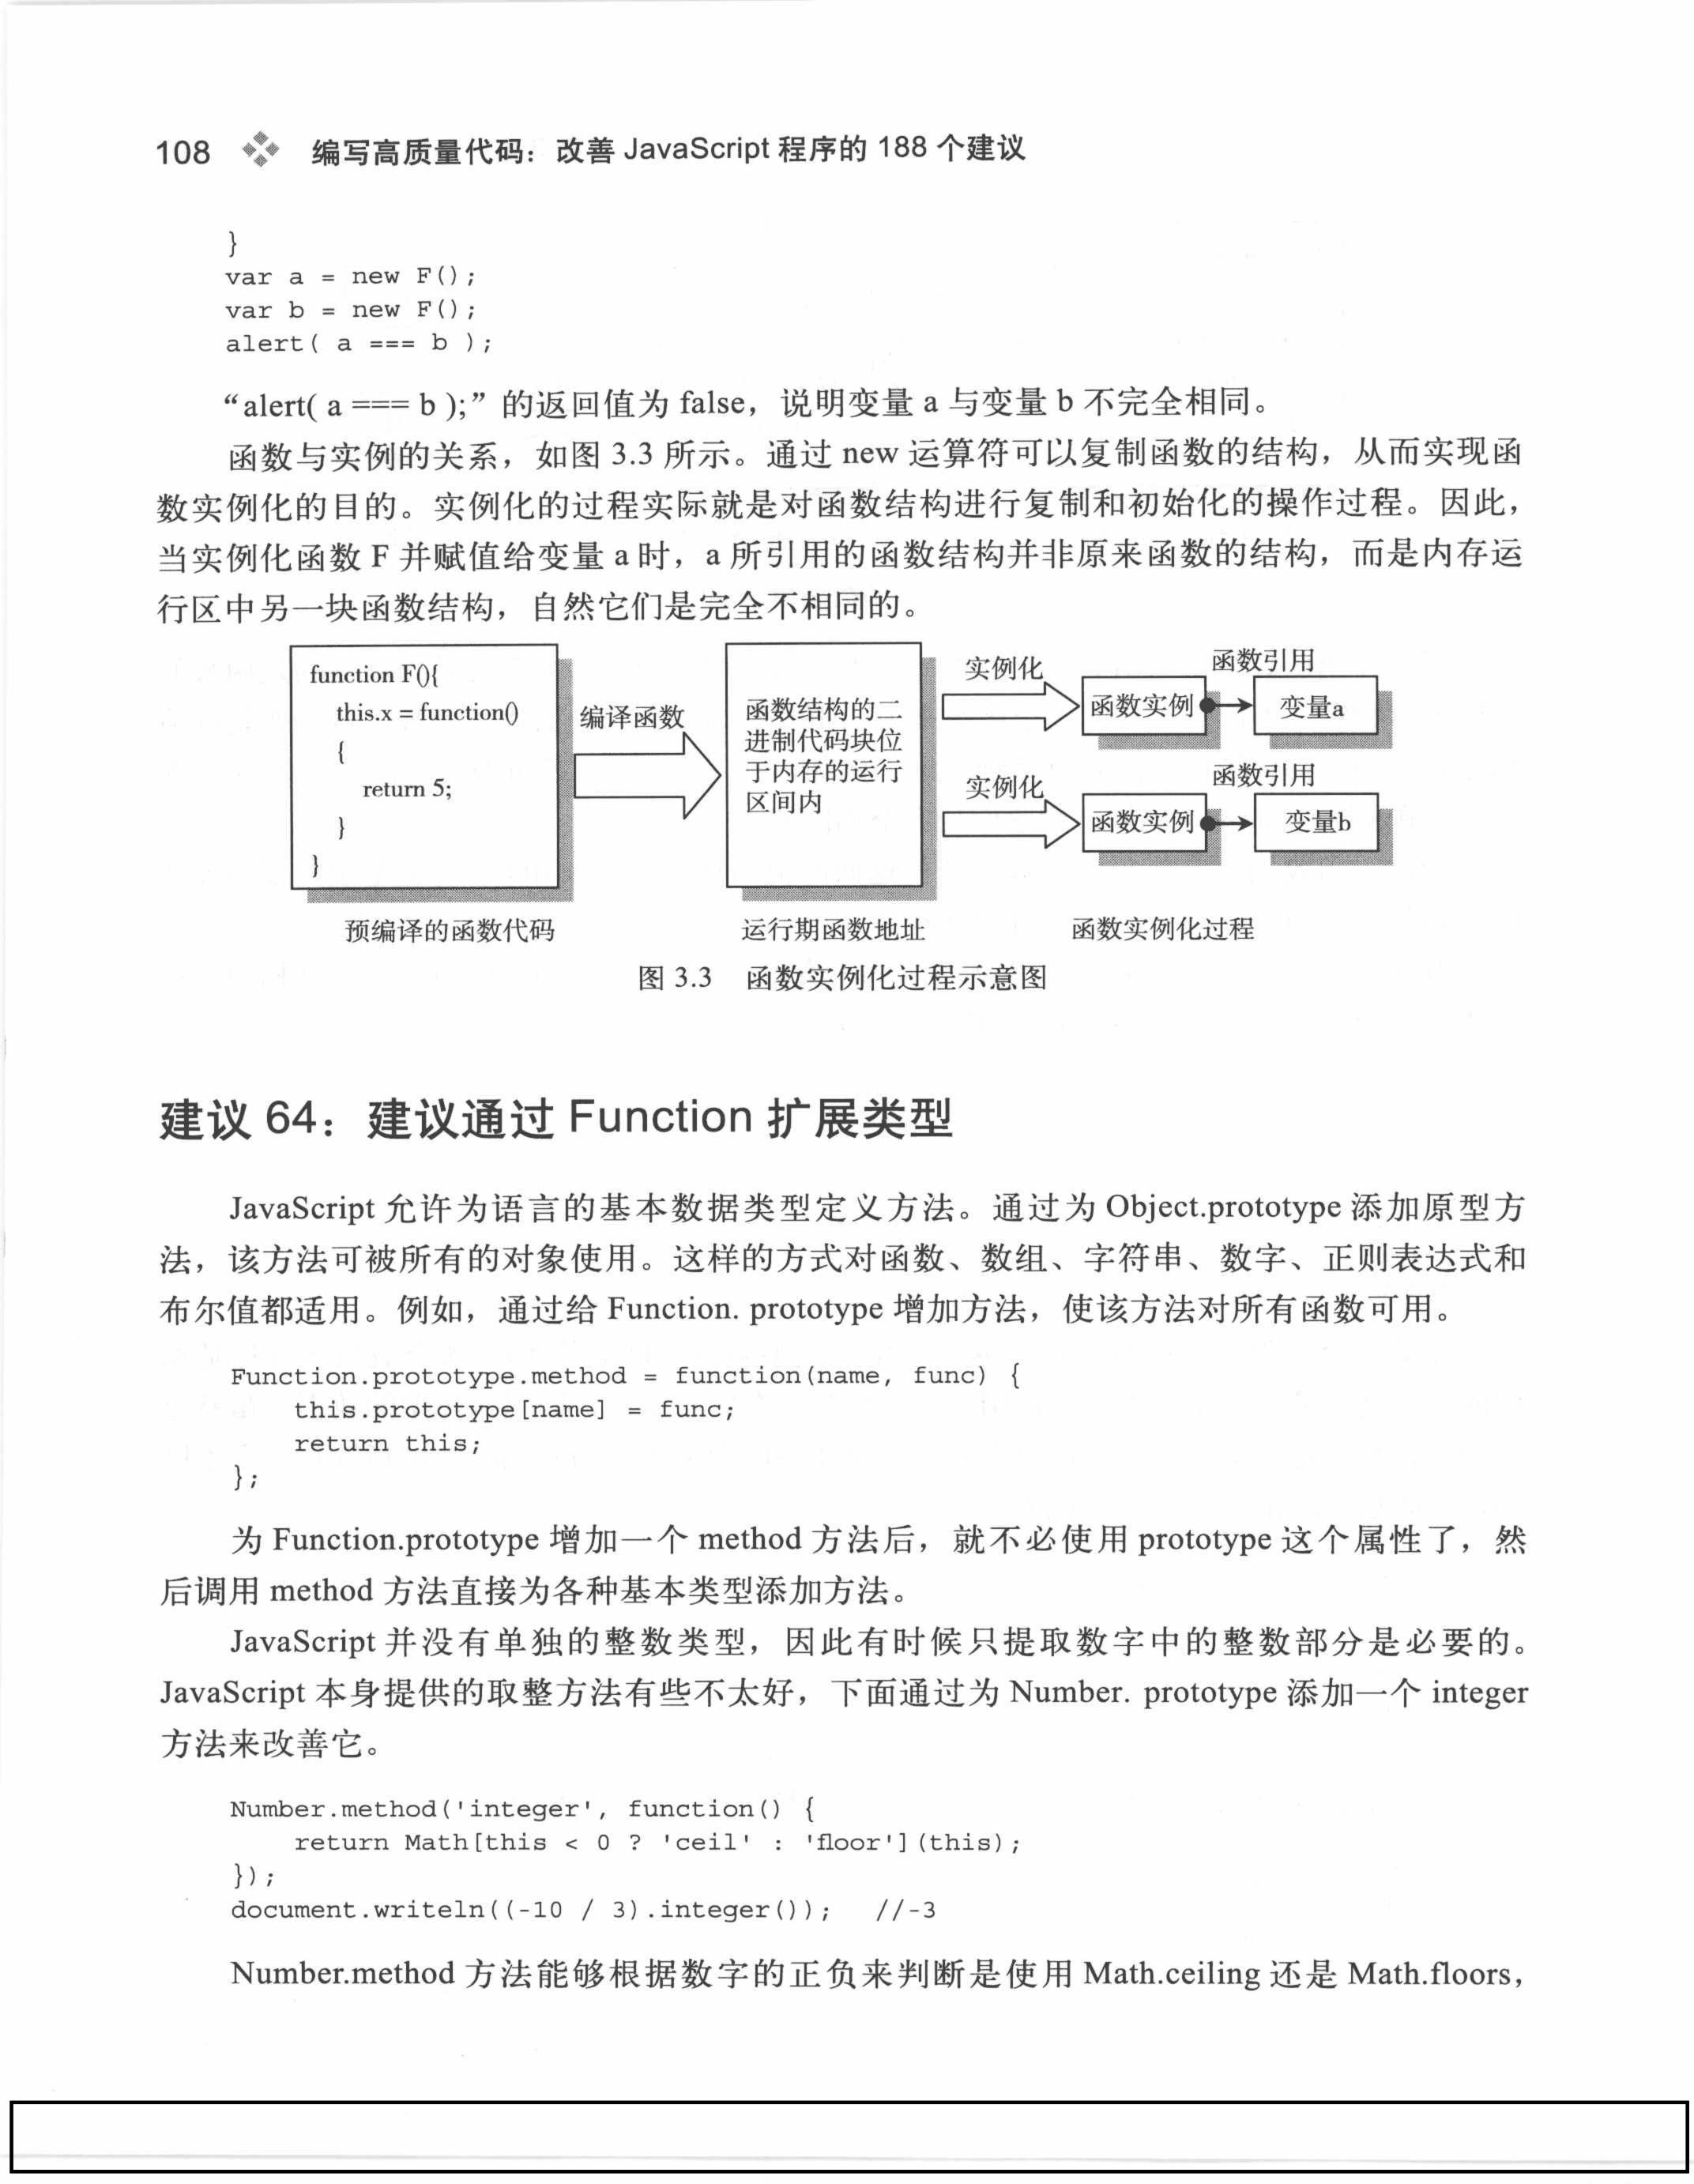 108 编写高质量代码：改善 JavaScript 程序的 188 个建议
}
var a = new F();
var b = new F();
alert( a === b );
“alert( a === b );” 的返回值为 false，说明变量 a 与变量 b 不完全相同。
函数与实例的关系，如图 3.3 所示。通过 new 运算符可以复制函数的结构，从而实现函
数实例化的目的。实例化的过程实际就是对函数结构进行复制和初始化的操作过程。因此，
当实例化函数 F 并赋值给变量 a 时，a 所引用的函数结构并非原来函数的结构，而是内存运
行区中另一块函数结构，自然它们是完全不相同的。
function F(){
this.x = function()
{
return 5;
}
}
编译函数
函数结构的二
进制代码块位
于内存的运行
区间内
实例化
函数实例
函数引用
变量a
实例化
函数实例
函数引用
变量b
预编译的函数代码
运行期函数地址
函数实例化过程
图 3.3 函数实例化过程示意图
建议 64：建议通过 Function 扩展类型
JavaScript 允许为语言的基本数据类型定义方法。通过为 Object.prototype 添加原型方
法，该方法可被所有的对象使用。这样的方式对函数、数组、字符串、数字、正则表达式和
布尔值都适用。例如，通过给 Function. prototype 增加方法，使该方法对所有函数可用。
Function.prototype.method = function(name, func) {
this.prototype[name] = func;
return this;
};
为 Function.prototype 增加一个 method 方法后，就不必使用 prototype 这个属性了，然
后调用 method 方法直接为各种基本类型添加方法。
JavaScript 并没有单独的整数类型，因此有时候只提取数字中的整数部分是必要的。
JavaScript 本身提供的取整方法有些不太好，下面通过为 Number. prototype 添加一个 integer
方法来改善它。
Number.method('integer', function() {
return Math[this < 0 ? 'ceil' : 'floor'](this);
});
document.writeln((-10 / 3).integer()); //-3
Number.method 方法能够根据数字的正负来判断是使用 Math.ceiling 还是 Math.floors，